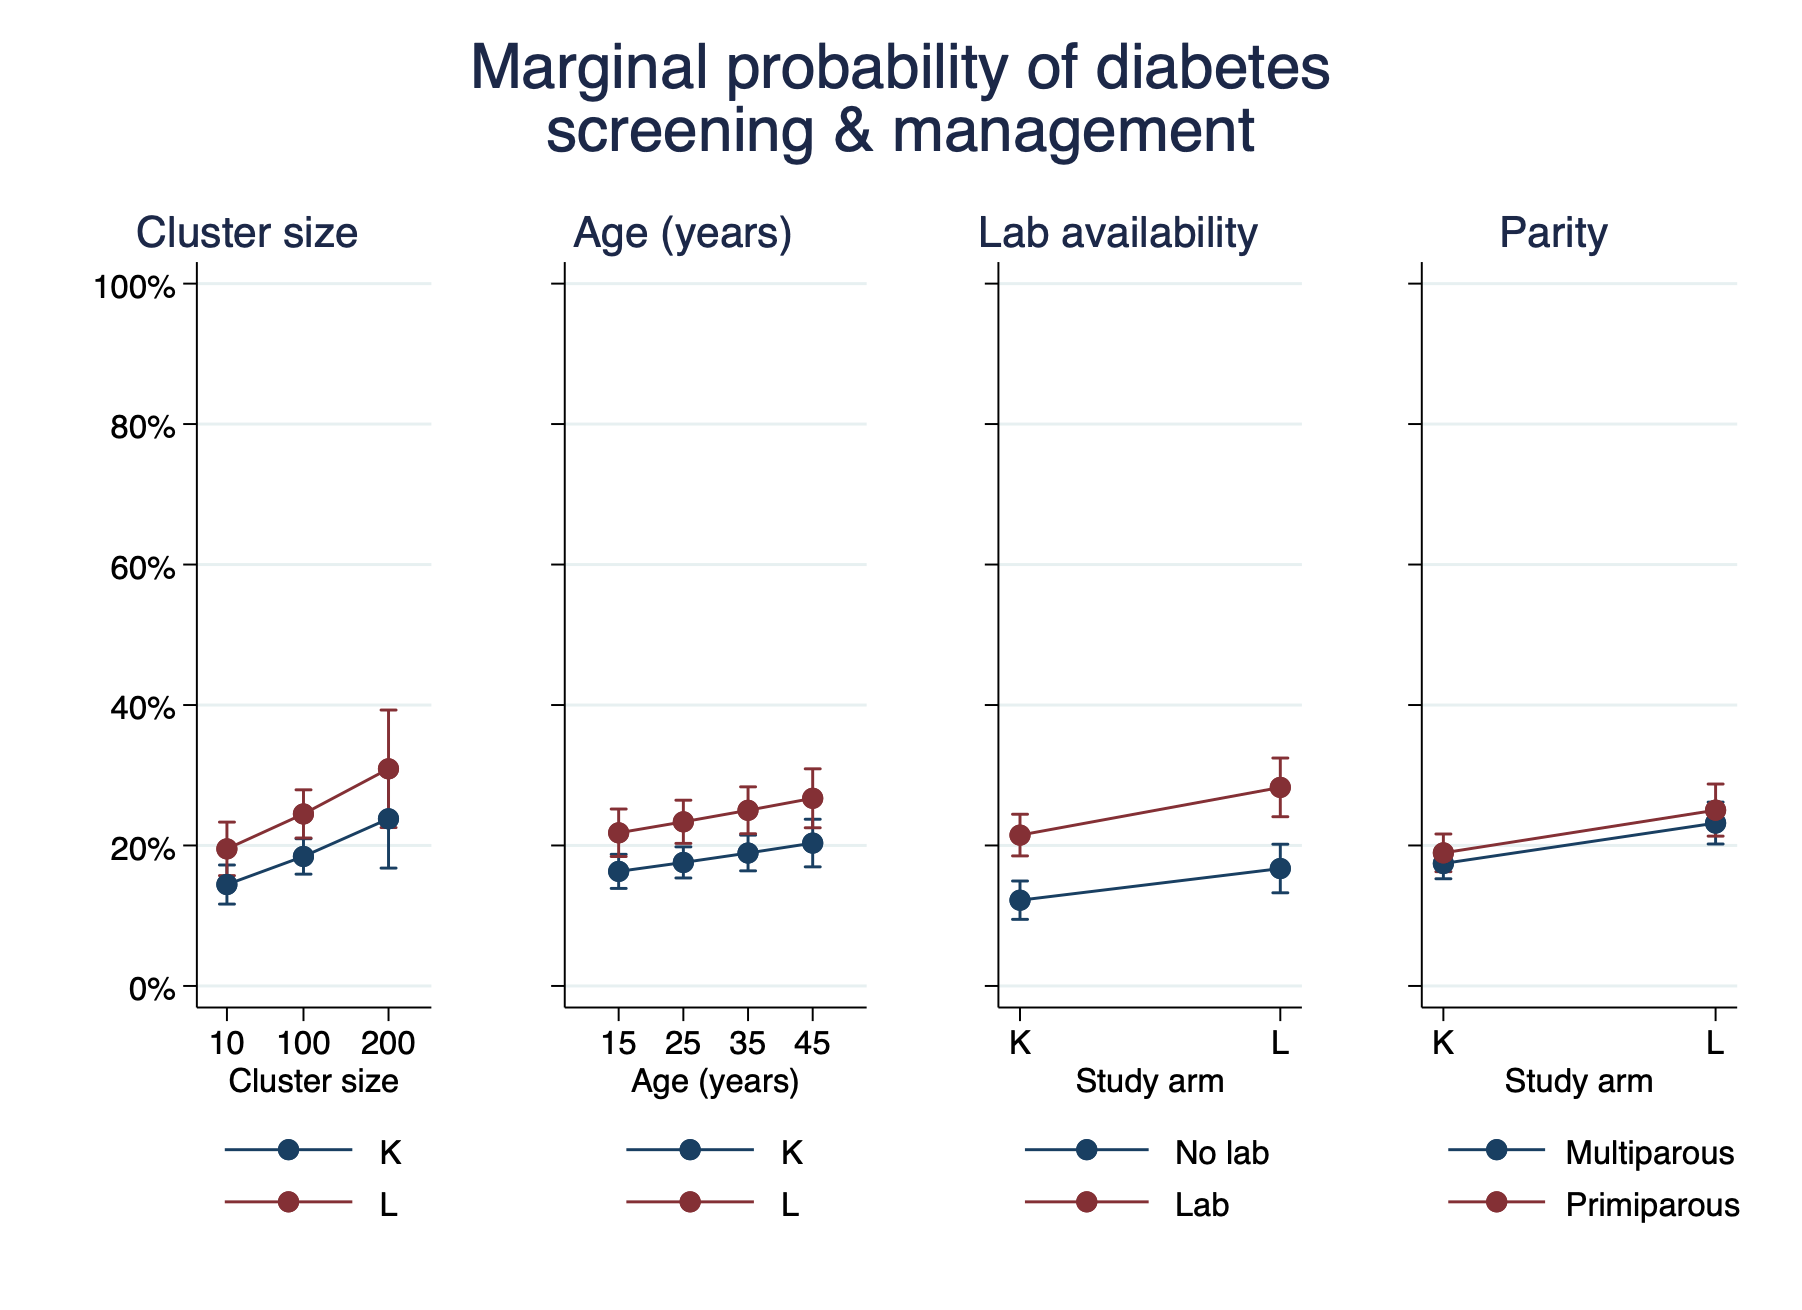 Marginal probability of diabetes
screening & management
Cluster size
Age (years)
Lab availability
Parity
100%
80%
60%
40%
20%
0%
10 100 200
Cluster size
K
L
15 25 35 45
Age (years)
K
L
K L
Study arm
No lab
Lab
K L
Study arm
Multiparous
Primiparous